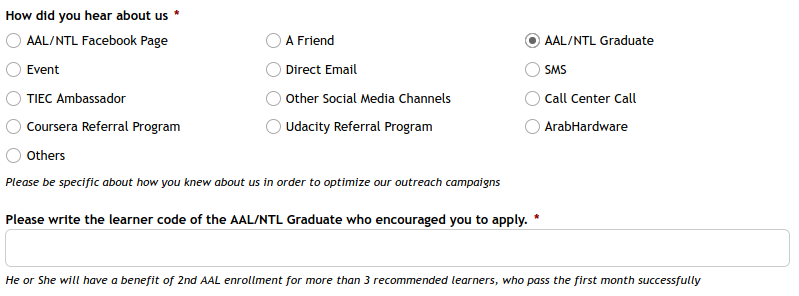 How did you hear about us *
AAL/NTL Facebook Page A Friend AAL/NTL Graduate
Event Direct Email SMS
TIEC Ambassador Other Social Media Channels Call Center Call
Coursera Referral Program Udacity Referral Program ArabHardware
Others
Please be specific about how you knew about us in order to optimize our outreach campaigns
Please write the learner code of the AAL/NTL Graduate who encouraged you to apply. *
He or She will have a benefit of 2nd AAL enrollment for more than 3 recommended learners, who pass the first month successfully